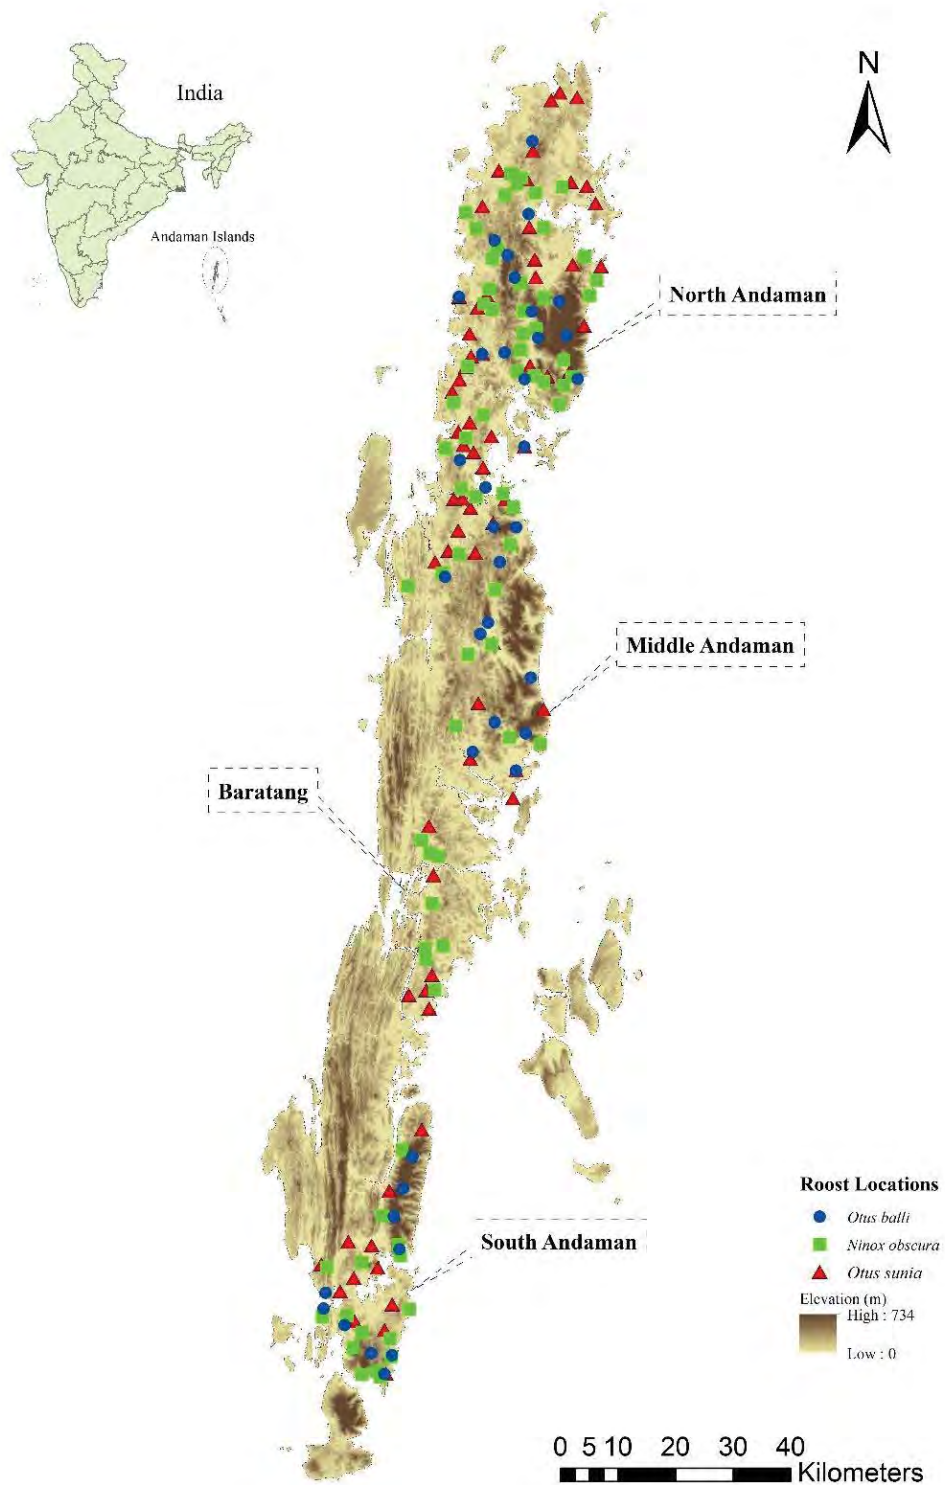 N
India
Andaman Islands
North Andaman
Middle Andaman
Baratang
South Andaman
Roost Locations
Otus balli
Ninox obscura
Otus sunia
Elevation (m)
High : 734
Low : 0
0 5 10 20 30 40
Kilometers